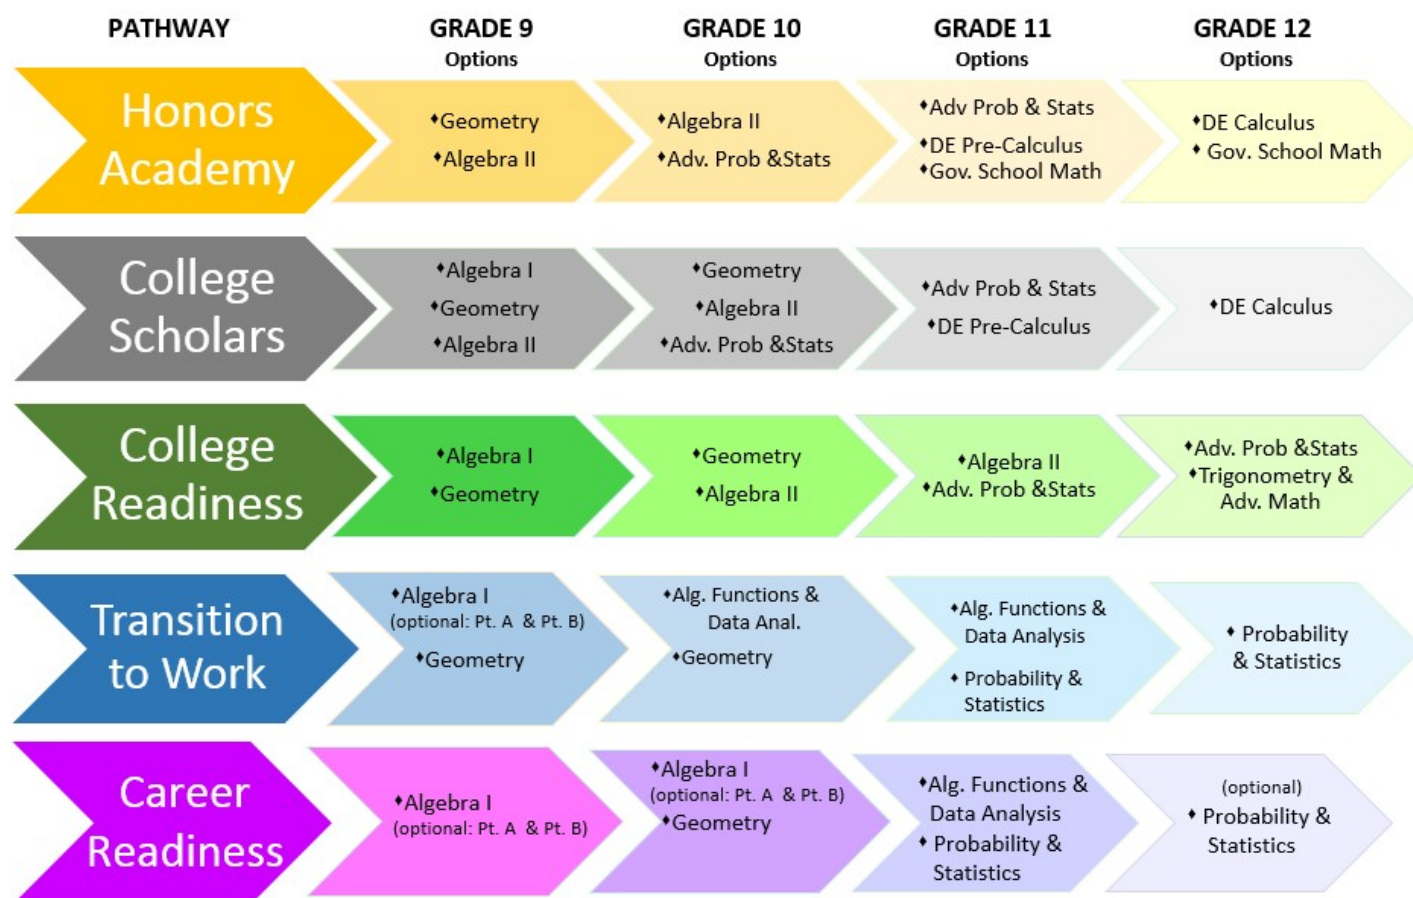 PATHWAY
GRADE 9
Options
GRADE 10
Options
GRADE 11
Options
GRADE 12
Options
Honors
Academy
♦Geometry
♦Algebra II
♦Algebra II
♦Adv. Prob &Stats
♦Adv Prob & Stats
♦DE Pre-Calculus
♦Gov. School Math
♦DE Calculus
♦ Gov. School Math
College
Scholars
♦Algebra I
♦Geometry
♦Algebra II
♦Geometry
♦Algebra II
♦Adv. Prob &Stats
♦Adv Prob & Stats
♦DE Pre-Calculus
♦DE Calculus
College
Readiness
♦Algebra I
♦Geometry
♦Geometry
♦Algebra II
♦Algebra II
♦Adv. Prob &Stats
♦Adv. Prob &Stats
♦Trigonometry &
Adv. Math
Transition
to Work
♦Algebra I
(optional: Pt. A & Pt. B)
♦Geometry
♦Alg. Functions &
Data Anal.
♦Geometry
♦Alg. Functions &
Data Analysis
♦ Probability &
Statistics
♦ Probability
& Statistics
Career
Readiness
♦Algebra I
(optional: Pt. A & Pt. B)
♦Algebra I
(optional: Pt. A & Pt. B)
♦Geometry
♦Alg. Functions &
Data Analysis
♦ Probability &
Statistics
(optional)
♦ Probability &
Statistics